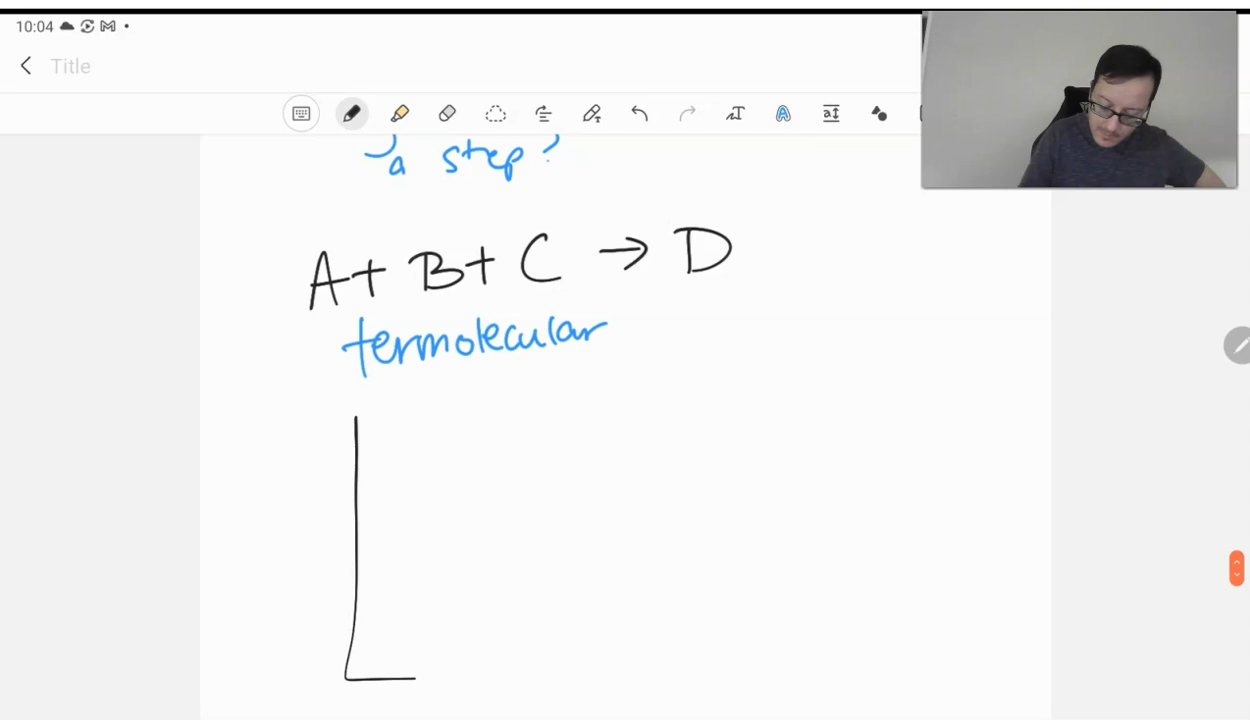 10:04
Title
a step?
A + B + C → D
termolecular